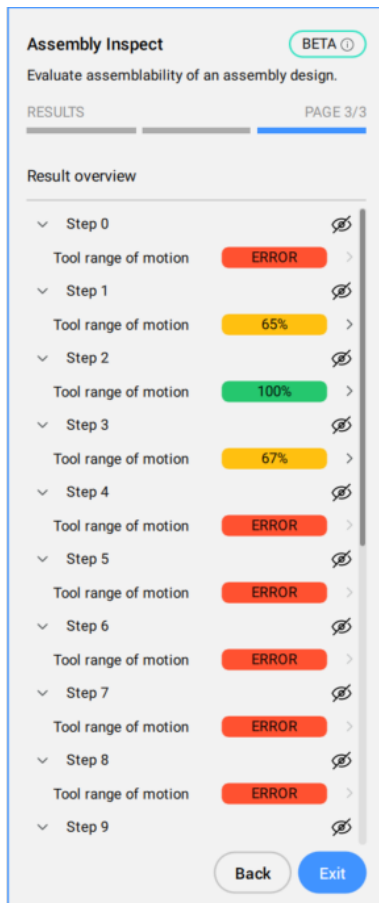 Assembly Inspect BETA
Evaluate assemblability of an assembly design.
RESULTS PAGE 3/3
Result overview
Step 0
Tool range of motion ERROR
Step 1
Tool range of motion 65%
Step 2
Tool range of motion 100%
Step 3
Tool range of motion 67%
Step 4
Tool range of motion ERROR
Step 5
Tool range of motion ERROR
Step 6
Tool range of motion ERROR
Step 7
Tool range of motion ERROR
Step 8
Tool range of motion ERROR
Step 9
Back Exit